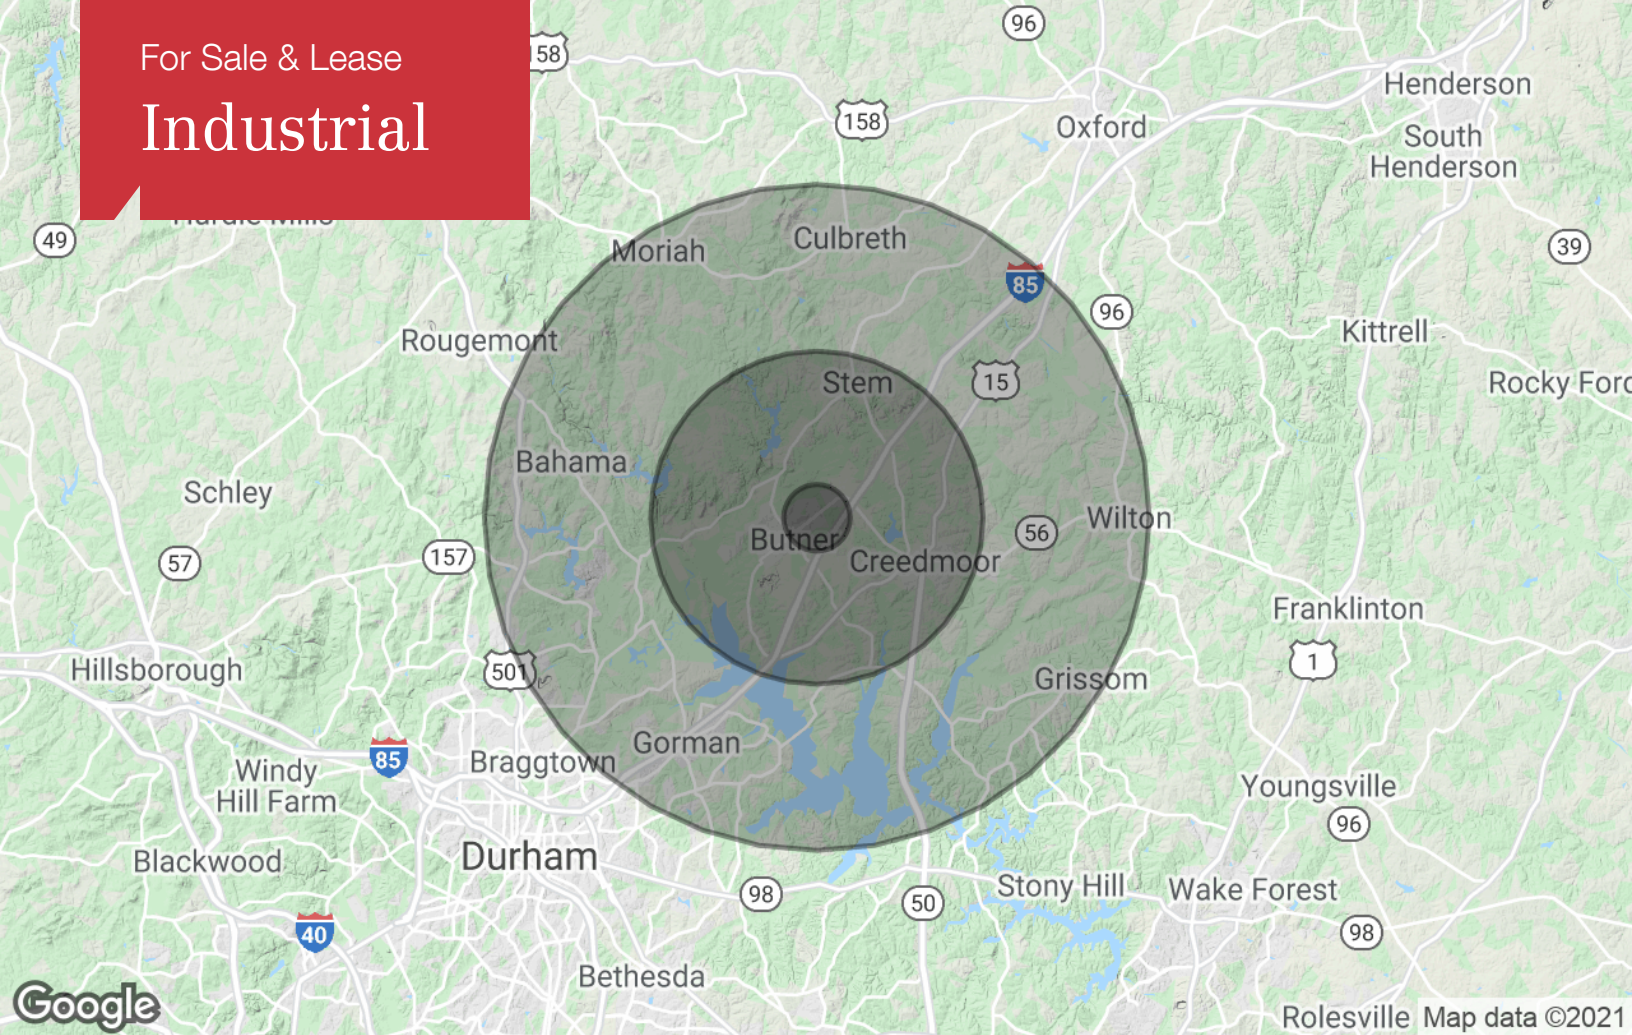 For Sale & Lease
Industrial
158
96
Henderson
158
Oxford
South
Henderson
49
Moriah
Culbreth
39
85
96
Rougemont
Kittrell
Stem
15
Rocky Ford
Bahama
Schley
Wilton
56
Butner
157
57
Creedmoor
Franklinton
Hillsborough
501
1
Grissom
Gorman
85
Braggtown
Windy
Hill Farm
Youngsville
96
Durham
Blackwood
98
50
Stony Hill
Wake Forest
40
98
Bethesda
Google
Rolesville
Map data ©2021